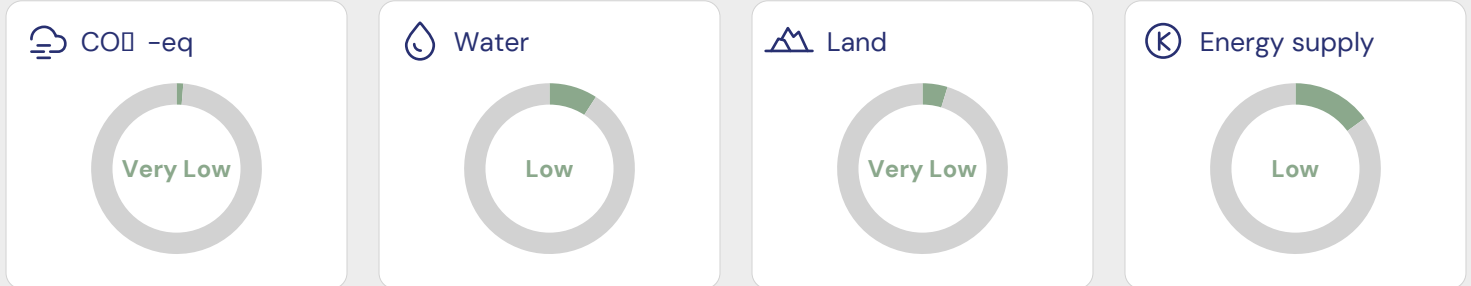 CO▯ -eq
Very Low
Water
Low
Land
Very Low
Energy supply
Low